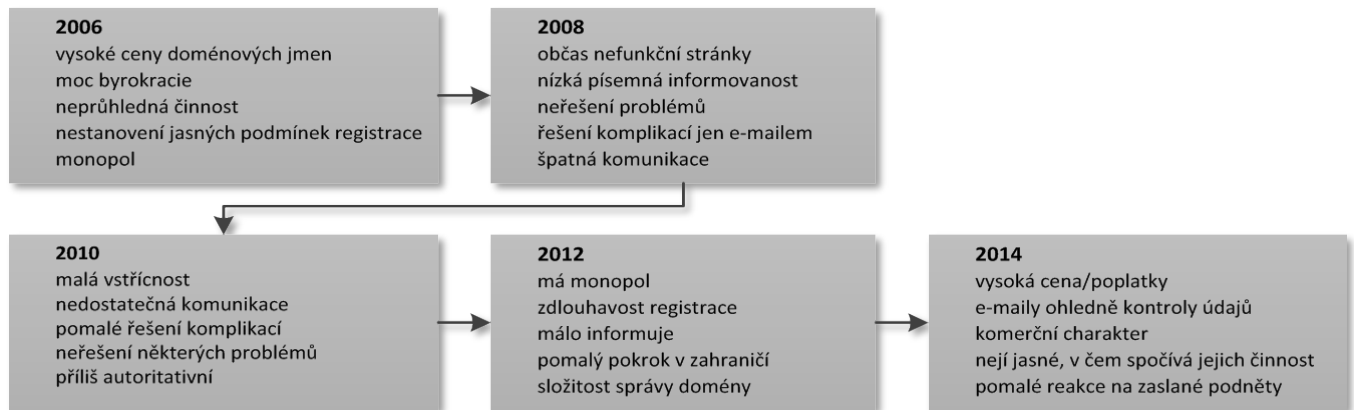 2006
vysoké ceny doménových jmen
moc byrokracie
neprůhledná činnost
nestanovení jasných podmínek registrace
monopol
2008
občas nefunkční stránky
nízká písemná informovanost
neřešení problémů
řešení komplikací jen e-mailem
špatná komunikace
2010
malá vstřícnost
nedostatečná komunikace
pomalé řešení komplikací
neřešení některých problémů
příliš autoritativní
2012
má monopol
zdlouhavost registrace
málo informuje
pomalý pokrok v zahraničí
složitost správy domény
2014
vysoká cena/poplatky
e-maily ohledně kontroly údajů
komerční charakter
nejí jasné, v čem spočívá jejich činnost
pomalé reakce na zaslané podněty